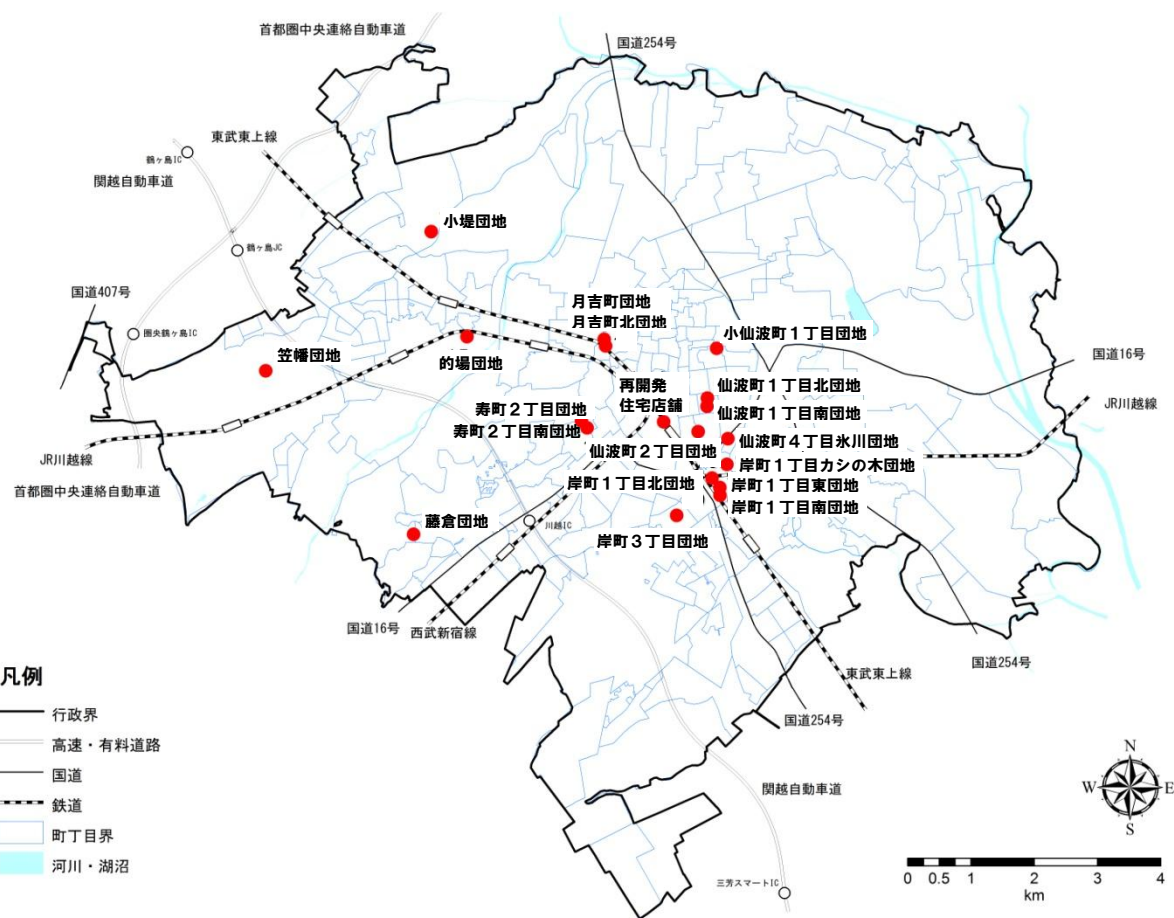 首都圏中央連絡自動車道
国道254号
東武東上線
鶴ヶ島IC
関越自動車道
小堤団地
鶴ヶ島JC
国道407号
月吉町団地
月吉町北団地
圏央鶴ヶ島IC
小仙波町1丁目団地
国道16号
笠幡団地
的場団地
再開発
住宅店舗
仙波町1丁目北団地
JR川越線
寿町2丁目団地
仙波町1丁目南団地
寿町2丁目南団地
仙波町4丁目氷川団地
仙波町2丁目団地
JR川越線
岸町1丁目カシの木団地
首都圏中央連絡自動車道
岸町1丁目北団地
岸町1丁目東団地
岸町1丁目南団地
藤倉団地
川越IC
岸町3丁目団地
国道16号
西武新宿線
国道254号
東武東上線
国道254号
関越自動車道
三芳スマートIC
凡例
行政界
高速・有料道路
国道
鉄道
町丁目界
河川・湖沼
N
W E
S
0 0.5 1 2 3 4
km